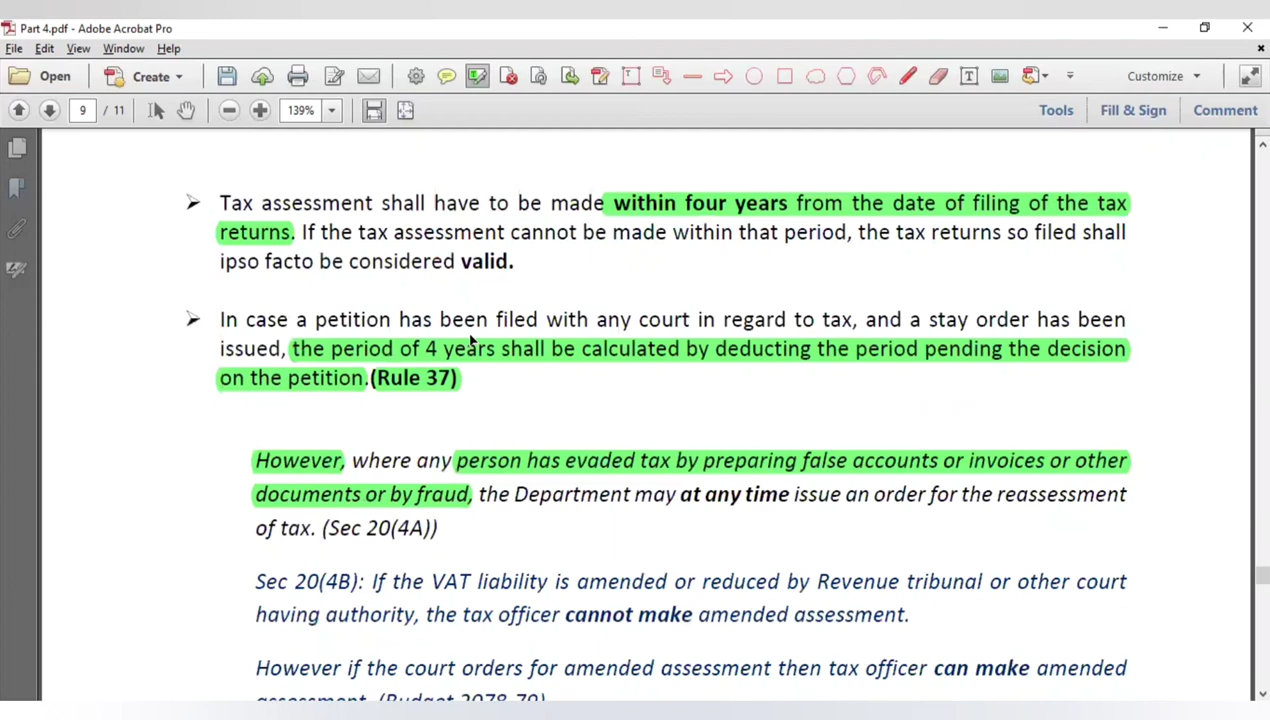 Part 4.pdf - Adobe Acrobat Pro
File Edit View Window Help
Open Create Customize
9 / 11 139% Tools Fill & Sign Comment
➢ Tax assessment shall have to be made within four years from the date of filing of the tax
returns. If the tax assessment cannot be made within that period, the tax returns so filed shall
ipso facto be considered valid.
➢ In case a petition has been filed with any court in regard to tax, and a stay order has been
issued, the period of 4 years shall be calculated by deducting the period pending the decision
on the petition.(Rule 37)
However, where any person has evaded tax by preparing false accounts or invoices or other
documents or by fraud, the Department may at any time issue an order for the reassessment
of tax. (Sec 20(4A))
Sec 20(4B): If the VAT liability is amended or reduced by Revenue tribunal or other court
having authority, the tax officer cannot make amended assessment.
However if the court orders for amended assessment then tax officer can make amended
assessment. (Budget 2078-79)